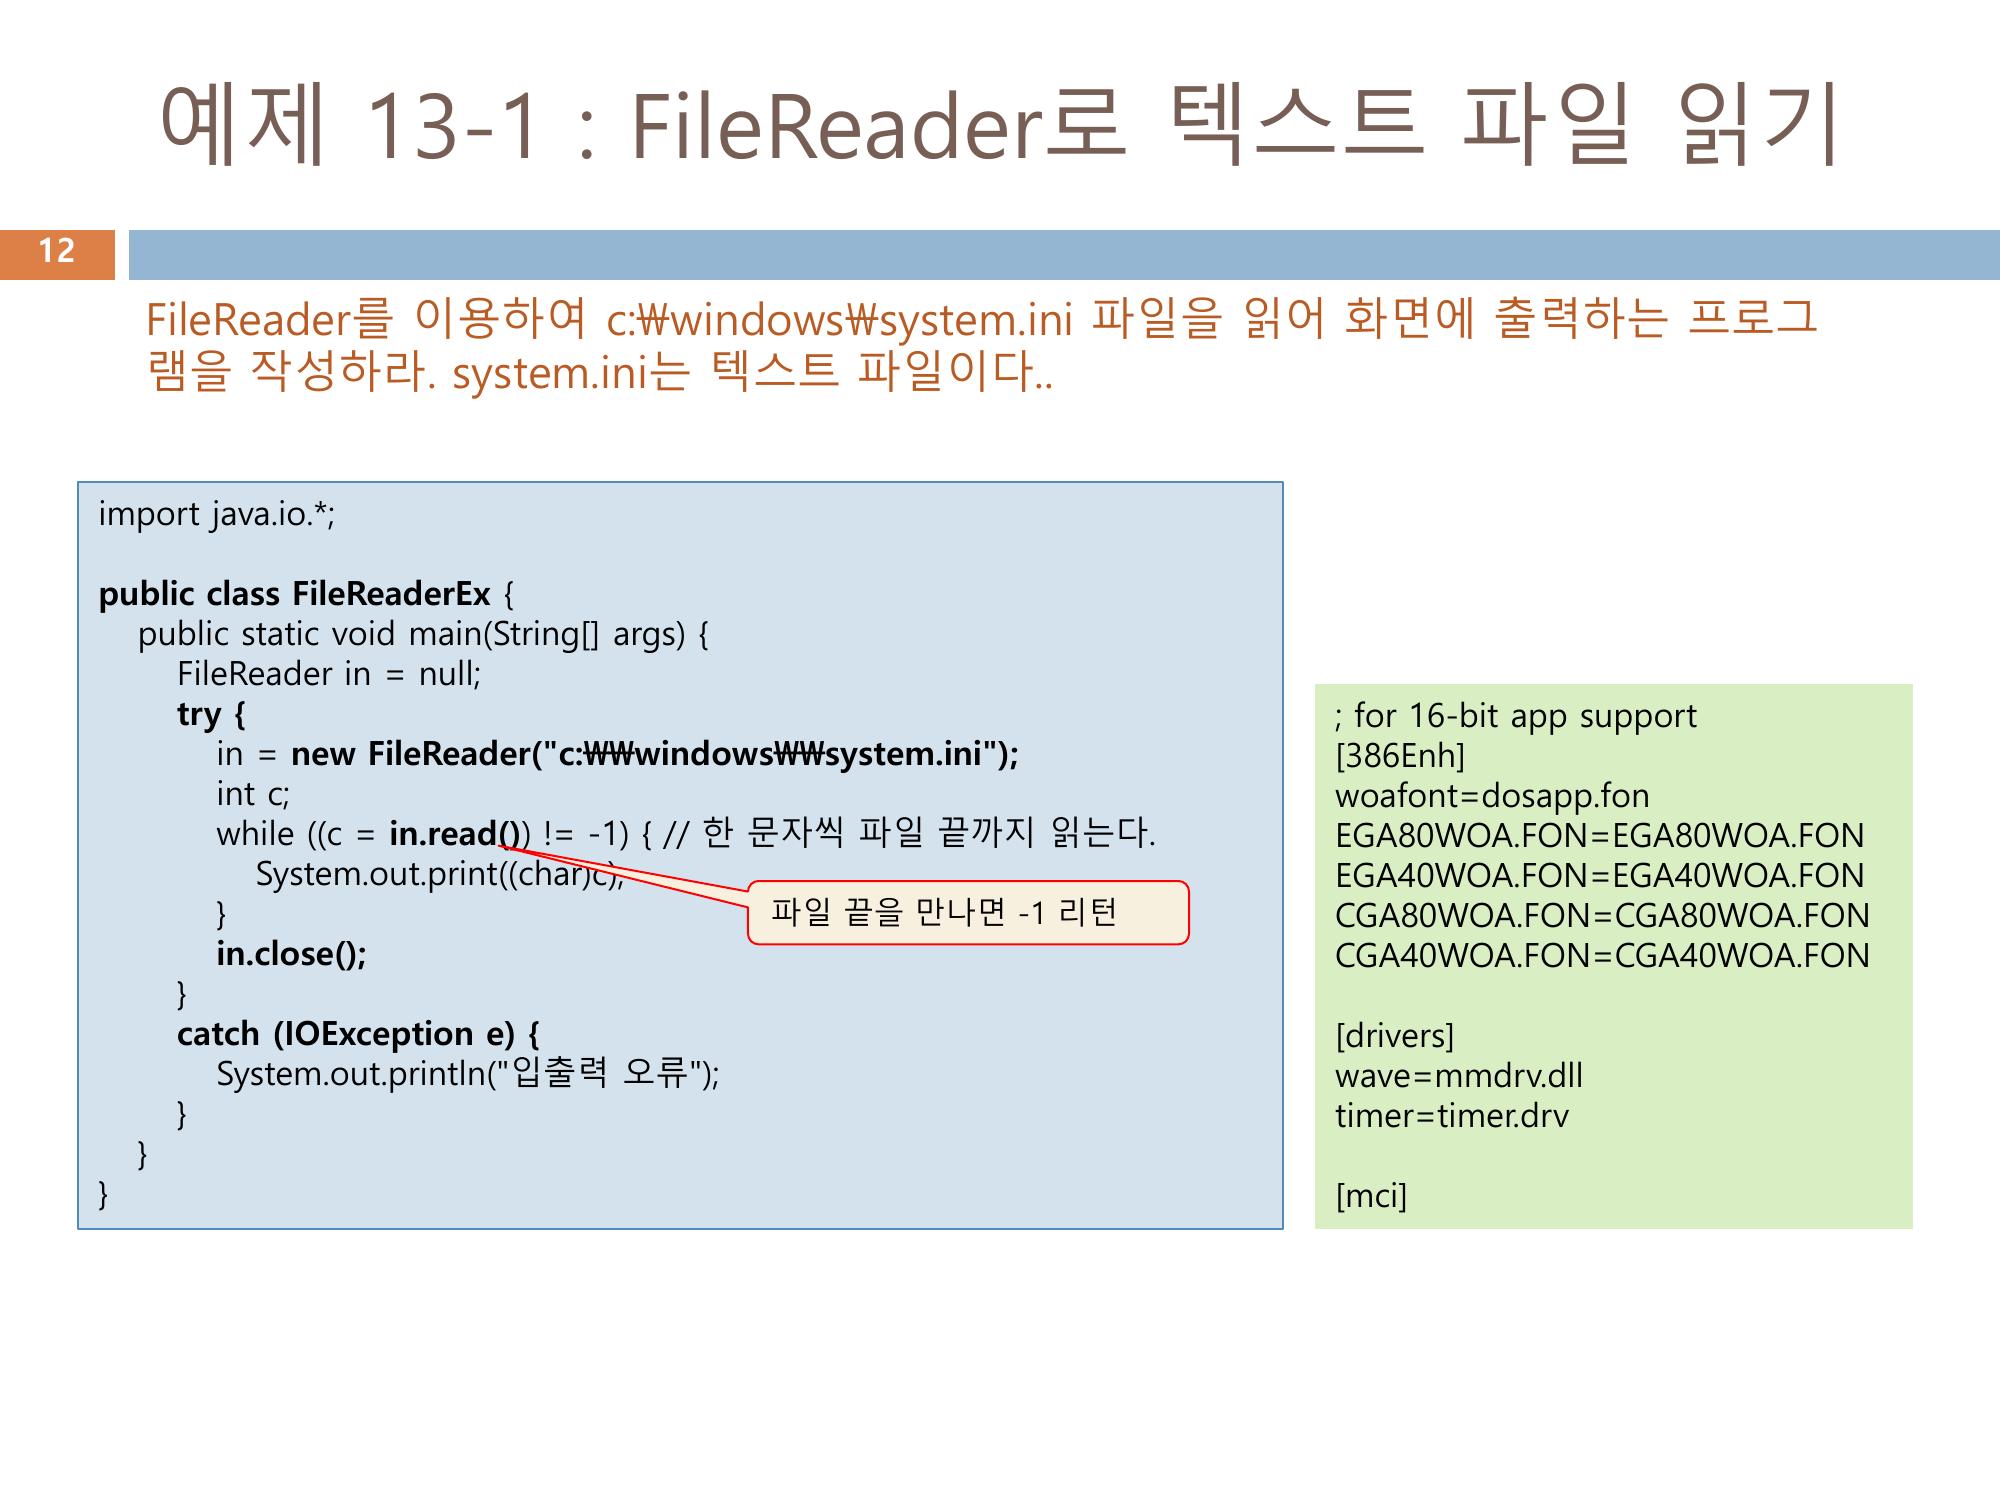 예제 13-1 : FileReader로 텍스트 파일 읽기
12
FileReader를 이용하여 c:₩windows₩system.ini 파일을 읽어 화면에 출력하는 프로그
램을 작성하라. system.ini는 텍스트 파일이다..
import java.io.*;
public class FileReaderEx {
public static void main(String[] args) {
FileReader in = null;
try {
in = new FileReader("c:₩₩windows₩₩system.ini");
int c;
while ((c = in.read()) != -1) { // 한 문자씩 파일 끝까지 읽는다.
System.out.print((char)c);
}
in.close();
}
catch (IOException e) {
System.out.println("입출력 오류");
}
}
}
파일 끝을 만나면 -1 리턴
; for 16-bit app support
[386Enh]
woafont=dosapp.fon
EGA80WOA.FON=EGA80WOA.FON
EGA40WOA.FON=EGA40WOA.FON
CGA80WOA.FON=CGA80WOA.FON
CGA40WOA.FON=CGA40WOA.FON
[drivers]
wave=mmdrv.dll
timer=timer.drv
[mci]